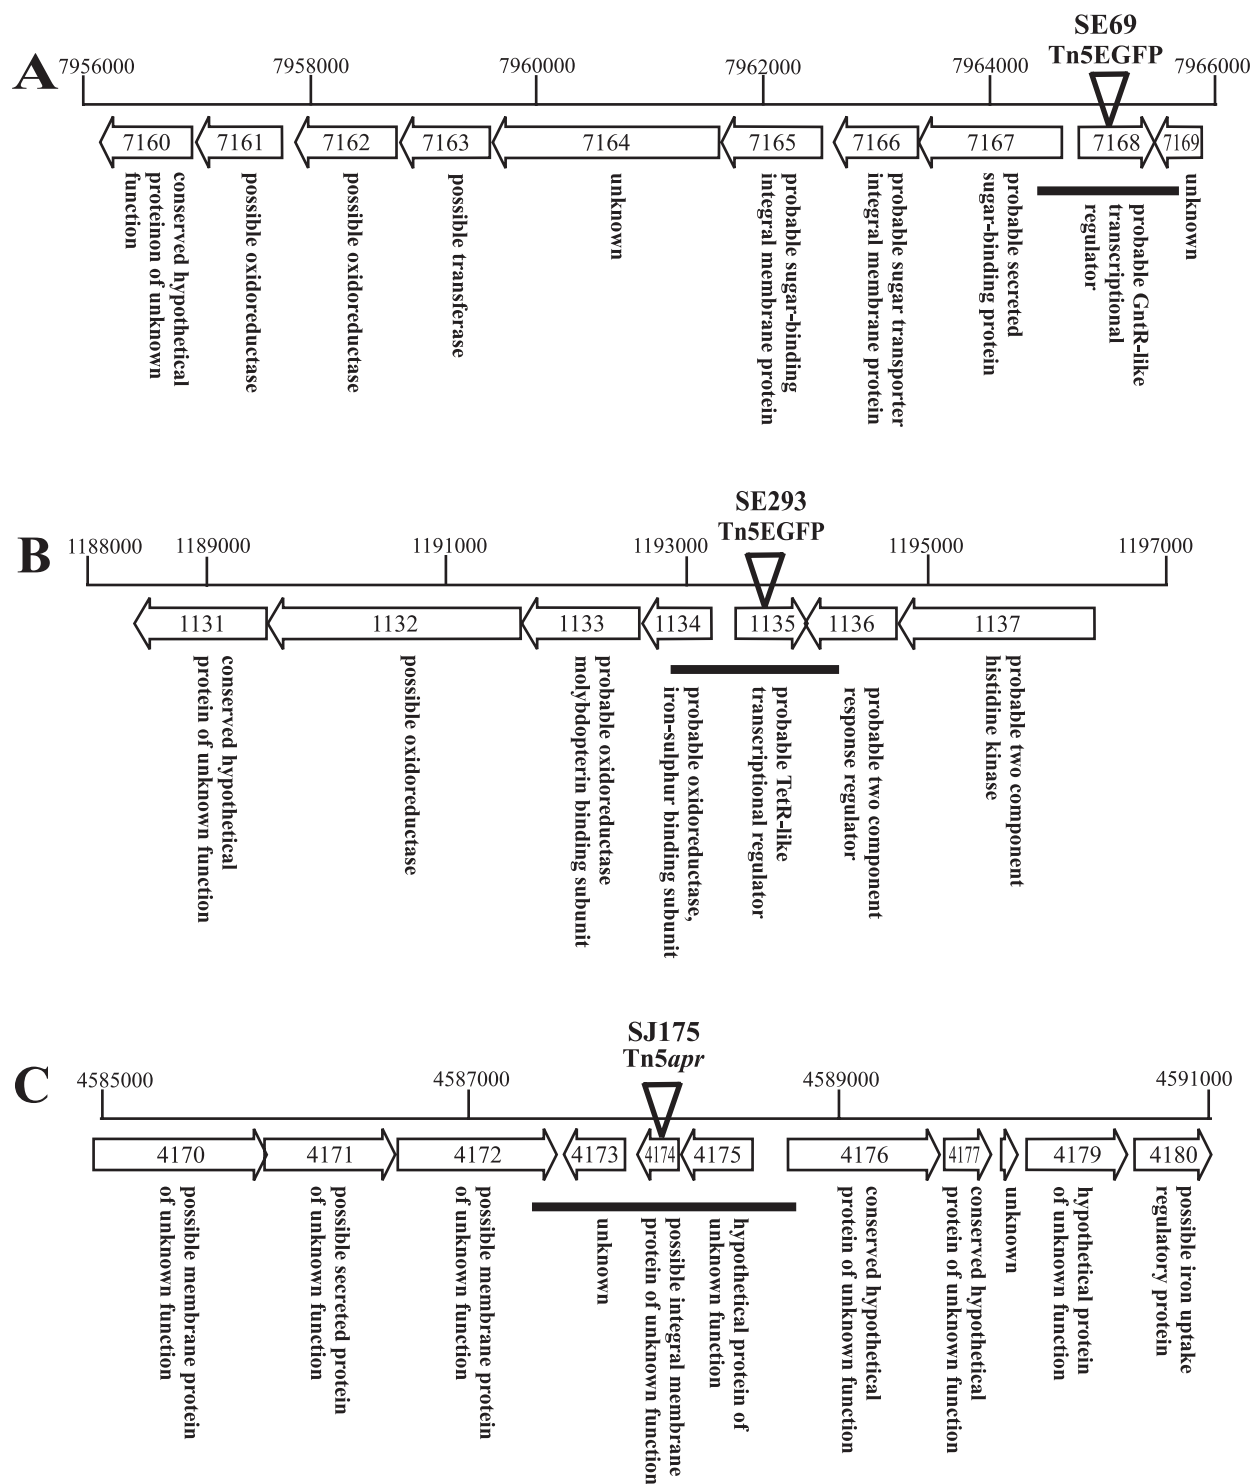 SE69
Tn5EGFP
A
7956000 7958000 7960000 7962000 7964000 7966000
7160 7161 7162 7163 7164 7165 7166 7167 7168 7169
conserved hypothetical
proteinon of unknown
function
possible oxidoreductase
possible oxidoreductase
possible transferase
unknown
probable sugar-binding
integral membrane protein
probable sugar transporter
integral membrane protein
probable secreted
sugar-binding protein
probable GntR-like
transcriptional
regulator
unknown
SE293
Tn5EGFP
B
1188000 1189000 1191000 1193000 1195000 1197000
1131 1132 1133 1134 1135 1136 1137
conserved hypothetical
protein of unknown function
possible oxidoreductase
probable oxidoreductase
molybdopterin binding subunit
probable oxidoreductase,
iron-sulphur binding subunit
probable TetR-like
transcriptional regulator
probable two component
response regulator
probable two component
histidine kinase
SJ175
Tn5apr
C
4585000 4587000 4589000 4591000
4170 4171 4172 4173 4174 4175 4176 4177 4179 4180
possible membrane protein
of unknown function
possible secreted protein
of unknown function
possible membrane protein
of unknown function
unknown
possible integral membrane
protein of unknown function
hypothetical protein of
unknown function
conserved hypothetical
protein of unknown function
conserved hypothetical
protein of unknown function
unknown
hypothetical protein
of unknown function
possible iron uptake
regulatory protein